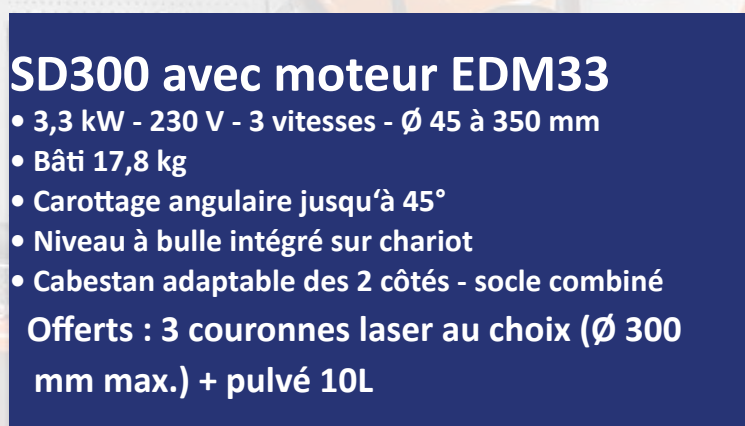 SD300 avec moteur EDM33
• 3,3 kW - 230 V - 3 vitesses - Ø 45 à 350 mm
• Bâti 17,8 kg
• Carottage angulaire jusqu‘à 45°
• Niveau à bulle intégré sur chariot
• Cabestan adaptable des 2 côtés - socle combiné
Offerts : 3 couronnes laser au choix (Ø 300
mm max.) + pulvé 10L